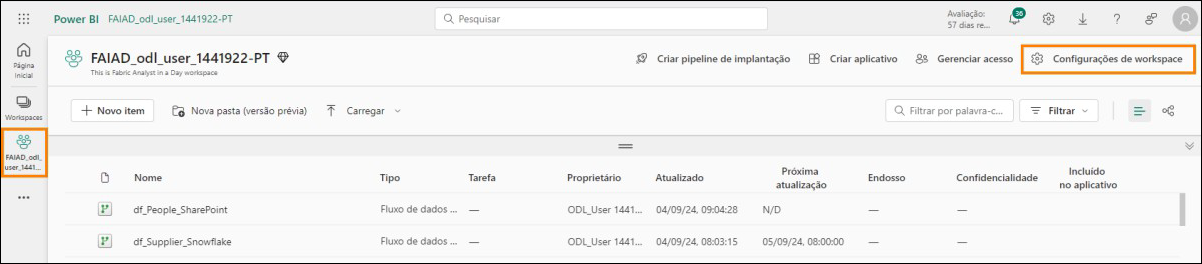 Power BI FAIAD_odl_user_1441922-PT
Pesquisar
Avaliação:
57 dias re...
36
Página
Inicial
Workspaces
FAIAD_odl_
user_1441...
FAIAD_odl_user_1441922-PT
This is Fabric Analyst in a Day workspace
Criar pipeline de implantação Criar aplicativo Gerenciar acesso Configurações de workspace
Novo item Nova pasta (versão prévia) Carregar
Filtrar por palavra-c... Filtrar
Nome Tipo Tarefa Proprietário Atualizado Próxima atualização Endosso Confidencialidade Incluído no aplicativo
df_People_SharePoint Fluxo de dados ... — ODL_User 1441... 04/09/24, 09:04:28 N/D — —
df_Supplier_Snowflake Fluxo de dados ... — ODL_User 1441... 04/09/24, 08:03:15 05/09/24, 08:00:00 — —